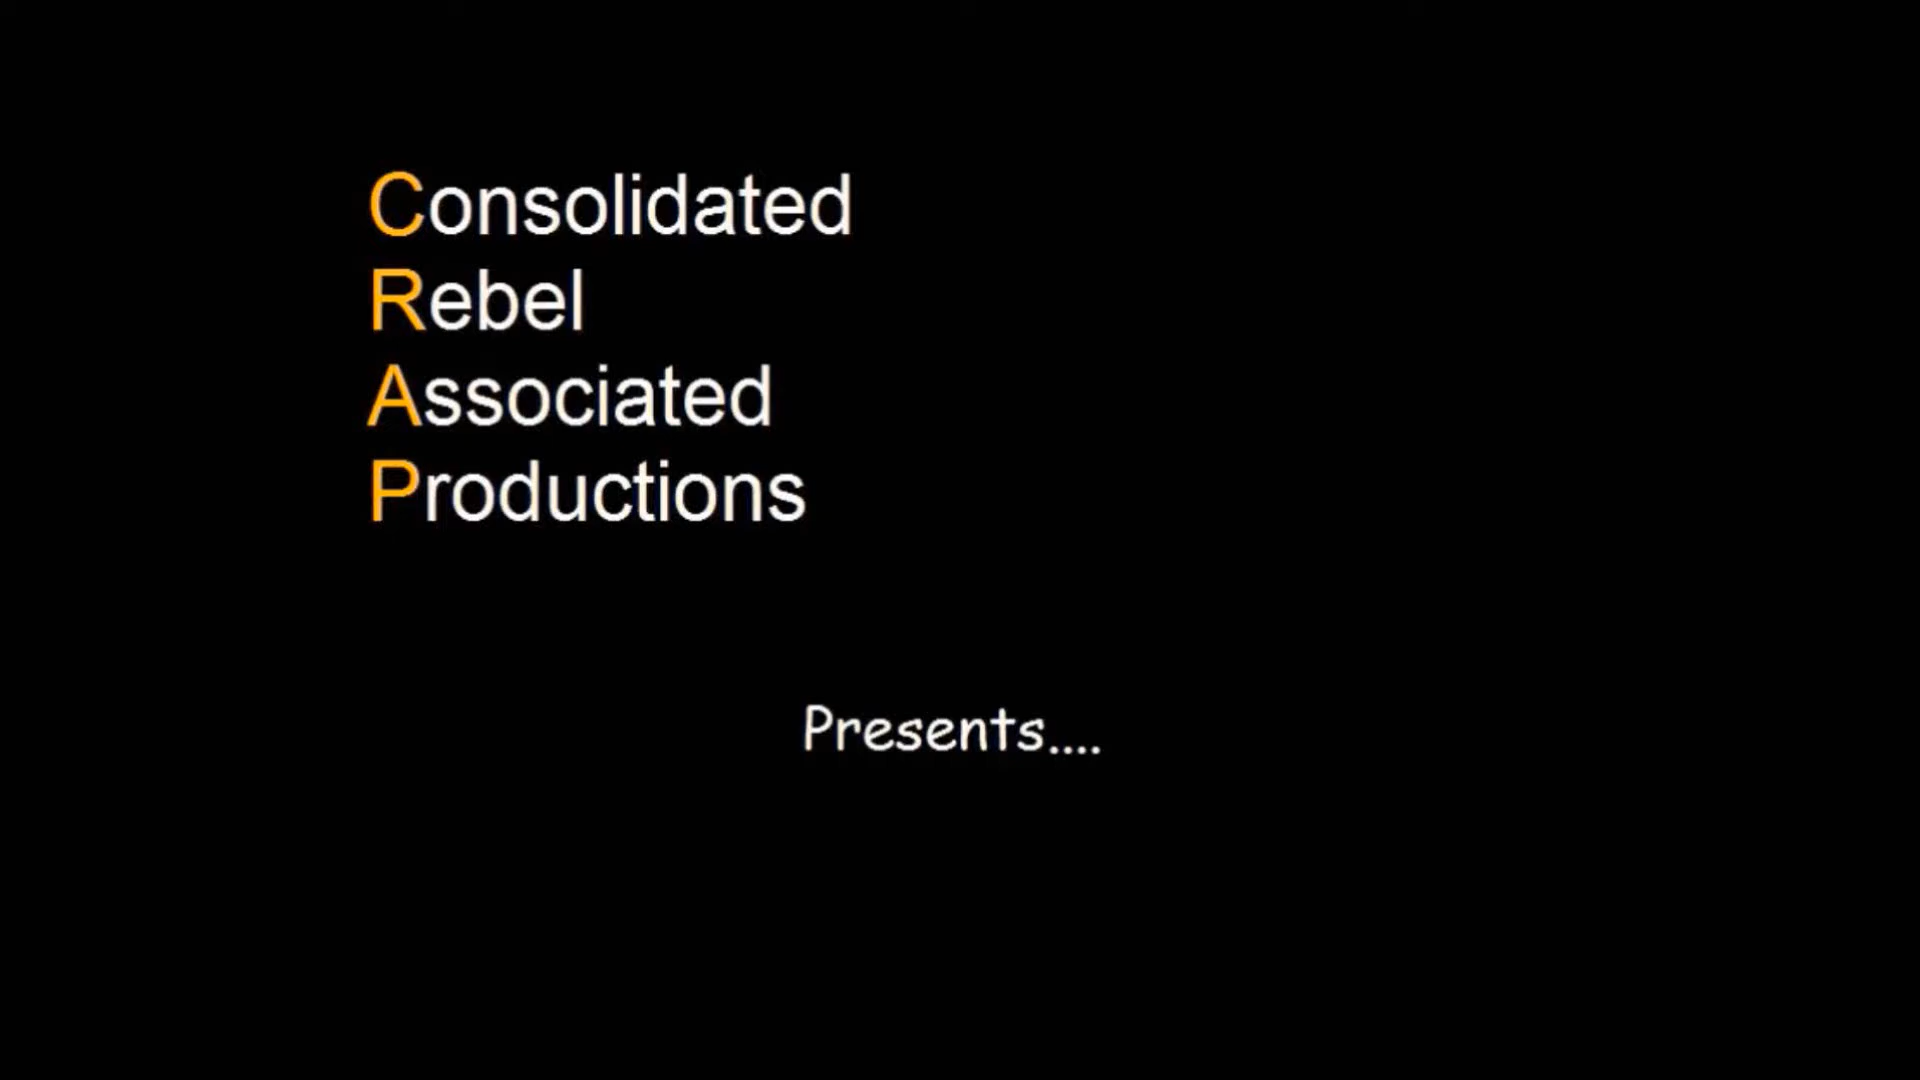 Consolidated
Rebel
Associated
Productions
Presents....